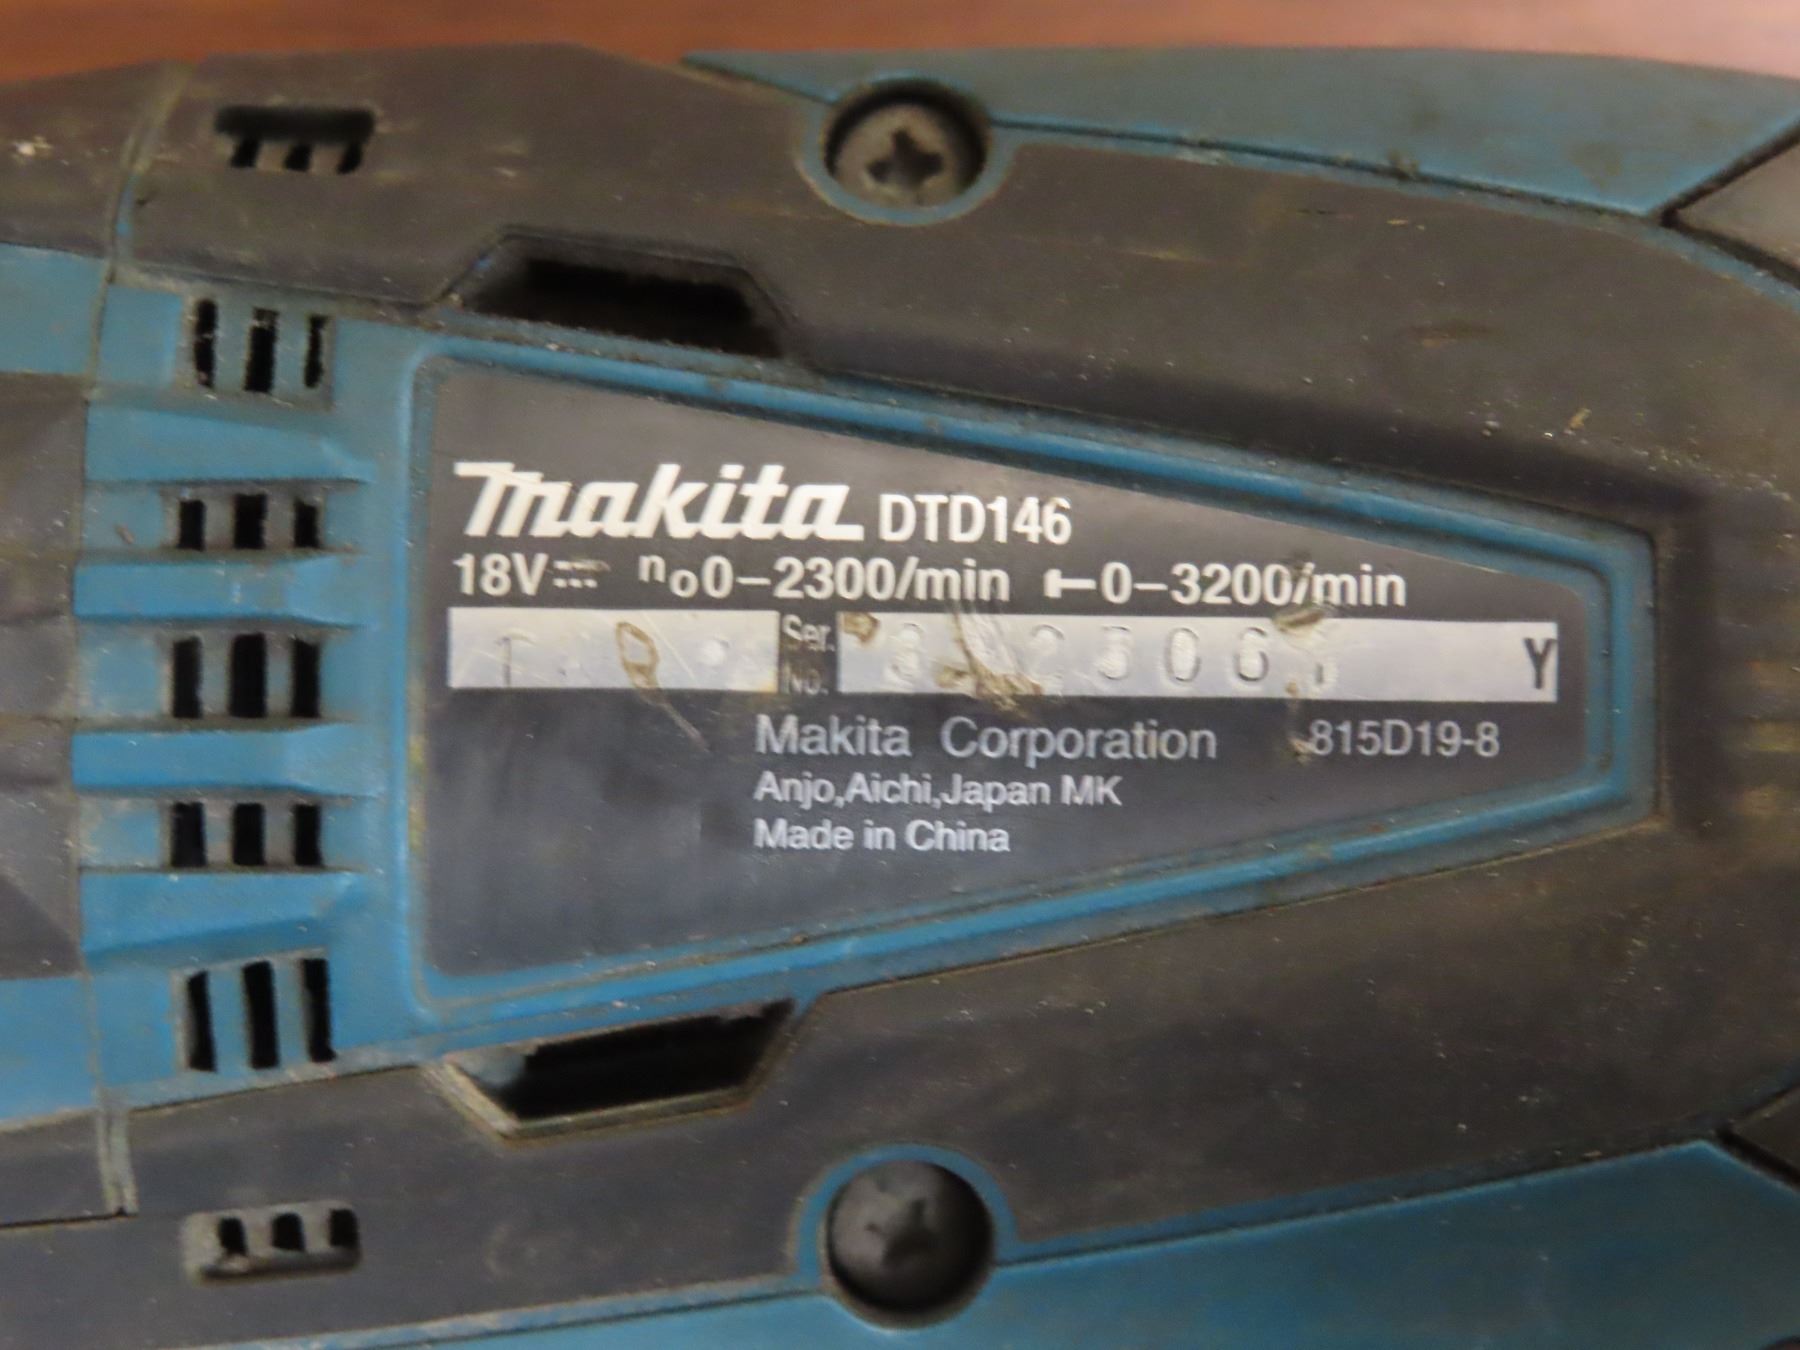 makita DTD146
18V⎓ no0-2300/min ⊢0-3200/min
Ser. No. Y
Makita Corporation 815D19-8
Anjo,Aichi,Japan MK
Made in China